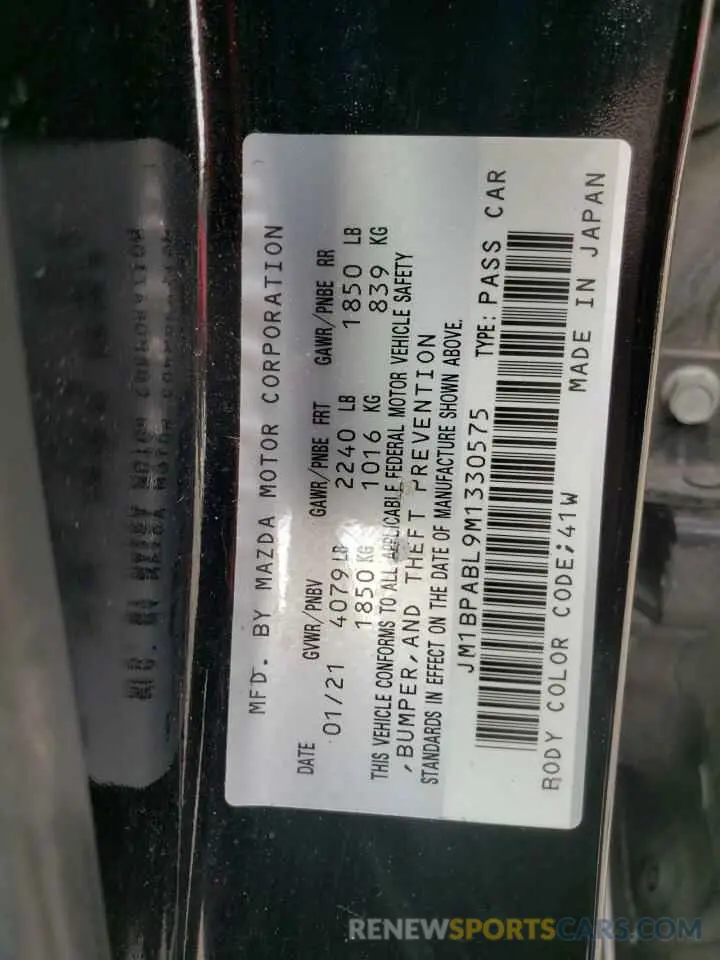 MFD. BY MAZDA MOTOR CORPORATION
DATE GVWR/PNBV GAWR/PNBE FRT GAWR/PNBE RR
01/21 4079 LB 2240 LB 1850 LB
1850 KG 1016 KG 839 KG
THIS VEHICLE CONFORMS TO ALL APPLICABLE FEDERAL MOTOR VEHICLE SAFETY
,BUMPER, AND THEFT PREVENTION
STANDARDS IN EFFECT ON THE DATE OF MANUFACTURE SHOWN ABOVE.
JM1BPABL9M1330575 TYPE: PASS CAR
BODY COLOR CODE;41W MADE IN JAPAN
RENEWSPORTSCARS.COM